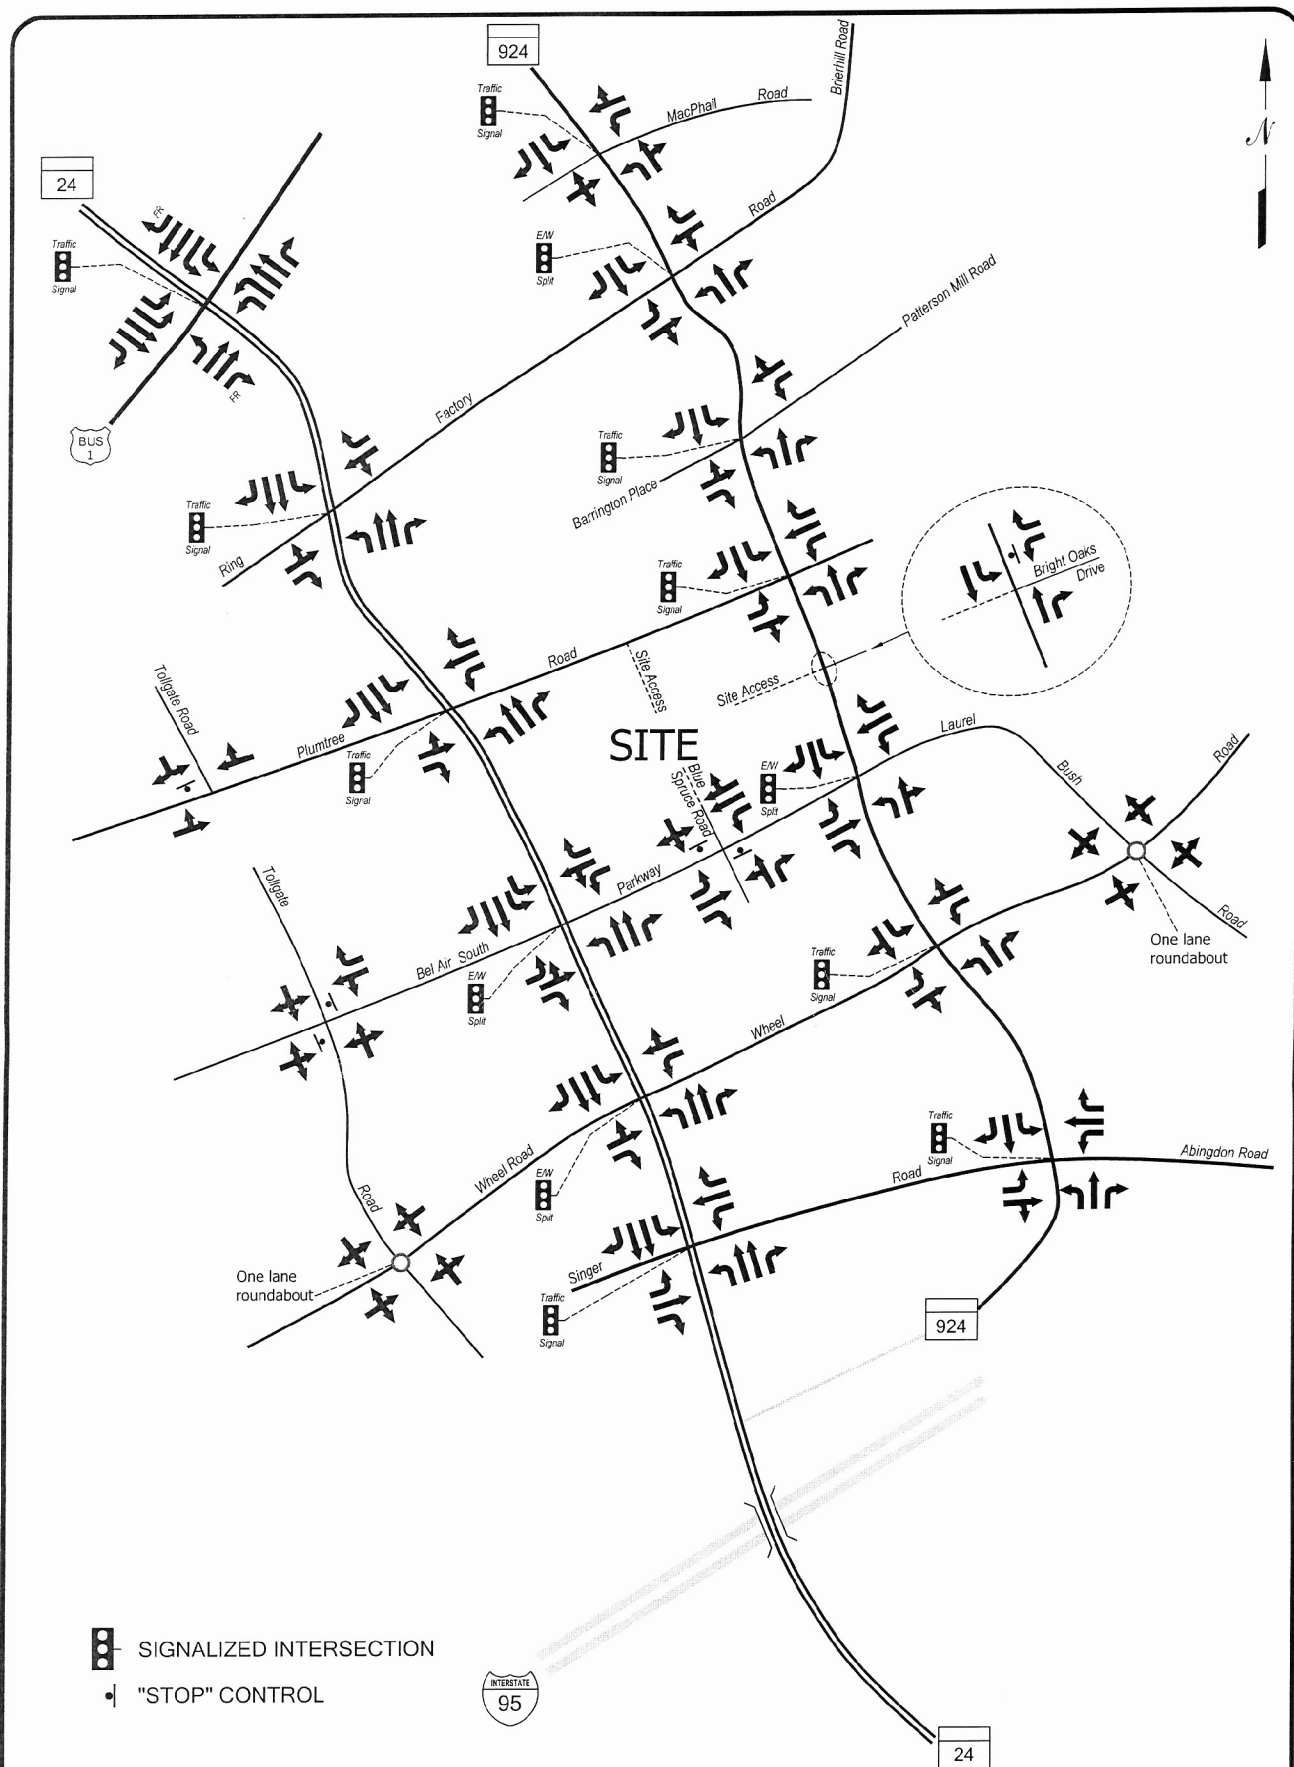 924
Traffic
Signal
MacPhail
Road
Brierhill Road
N
24
Traffic
Signal
FR
FR
BUS
1
E/W
Split
Road
Factory
Ring
Patterson Mill Road
Traffic
Signal
Barrington Place
Traffic
Signal
Traffic
Signal
Bright Oaks
Drive
Tollgate Road
Plumtree
Road
Site Access
Site Access
Traffic
Signal
SITE
Blue
Spruce Road
E/W
Split
Laurel
Bush
Road
Road
One lane
roundabout
Tollgate
Bel Air South
Parkway
E/W
Split
Traffic
Signal
Wheel
Wheel Road
Road
E/W
Split
Traffic
Signal
Road
Abingdon Road
One lane
roundabout
Singer
Traffic
Signal
924
SIGNALIZED INTERSECTION
"STOP" CONTROL
INTERSTATE
95
24